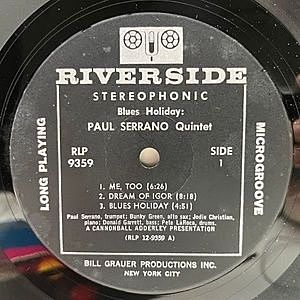 RIVERSIDE
STEREOPHONIC
Blues Holiday:
PAUL SERRANO Quintet
LONG PLAYING
MICROGROOVE
RLP
9359
SIDE
1
1. ME, TOO (6:26)
2. DREAM OF IGOR (8:18)
3. BLUES HOLIDAY (4:51)
Paul Serrano, trumpet; Bunky Green, alto sax; Jodie Christian,
piano; Donald Garrett, bass; Pete LaRoca, drums.
A CANNONBALL ADDERLEY PRESENTATION
(RLP 12-9359 A)
BILL GRAUER PRODUCTIONS INC.
NEW YORK CITY